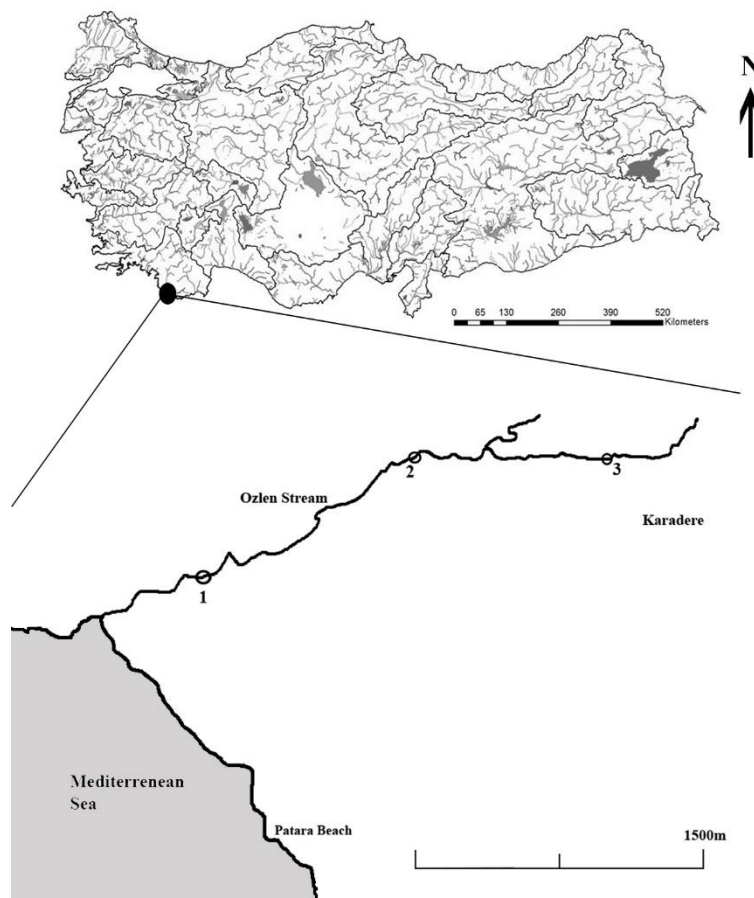 N
0 65 130 260 390 520
Kilometers
2
3
Ozlen Stream
Karadere
1
Mediterrenean
Sea
1500m
Patara Beach